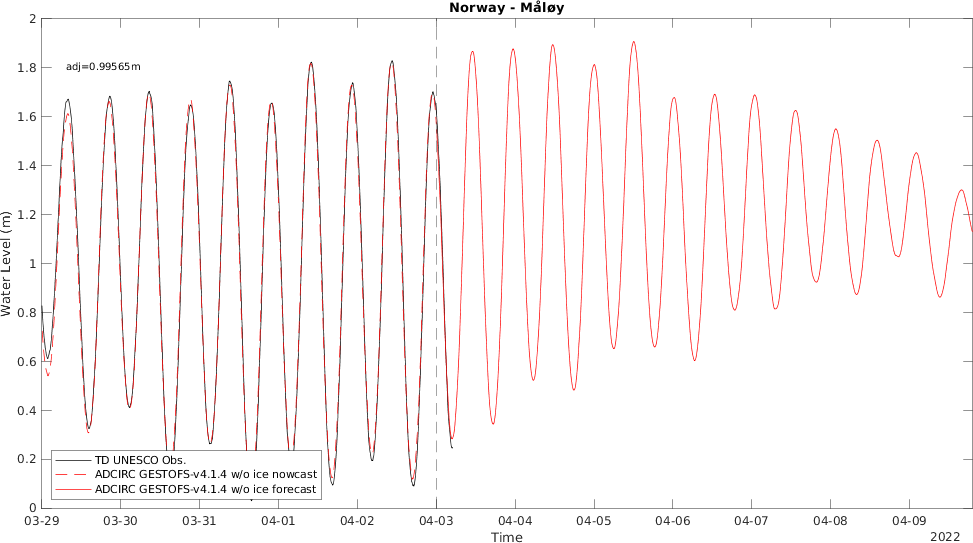 Norway - Måløy
adj=0.99565m
Water Level (m)
2
1.8
1.6
1.4
1.2
1
0.8
0.6
0.4
0.2
0
TD UNESCO Obs.
ADCIRC GESTOFS-v4.1.4 w/o ice nowcast
ADCIRC GESTOFS-v4.1.4 w/o ice forecast
03-29 03-30 03-31 04-01 04-02 04-03 04-04 04-05 04-06 04-07 04-08 04-09
Time
2022